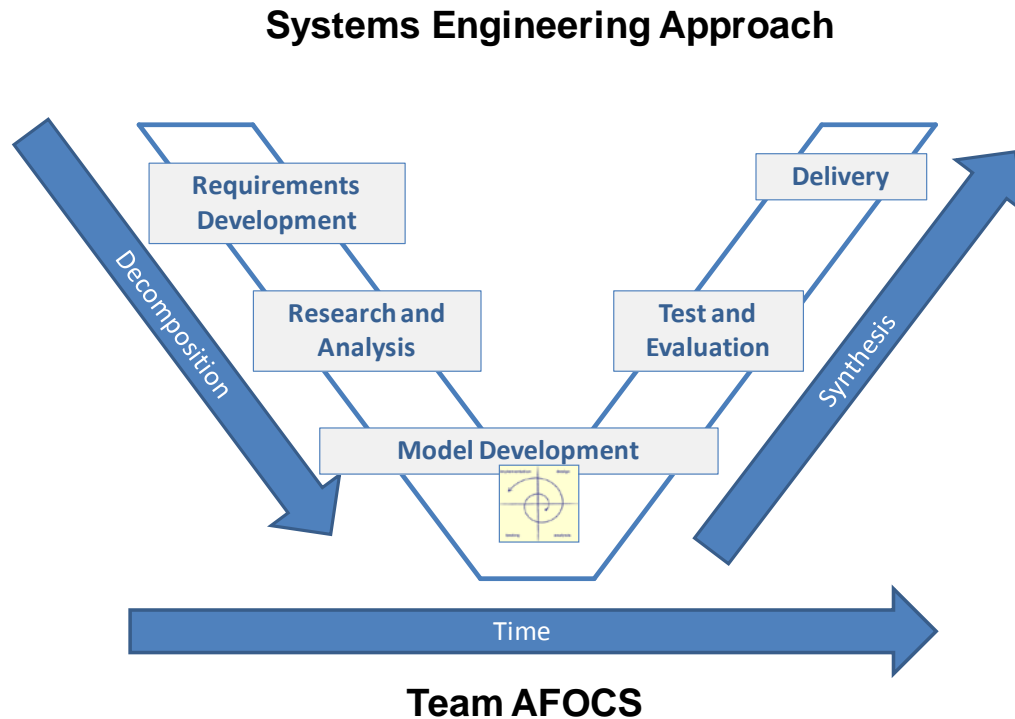 Systems Engineering Approach
Requirements
Development
Delivery
Decomposition
Research and
Analysis
Test and
Evaluation
Synthesis
Model Development
Time
Team AFOCS